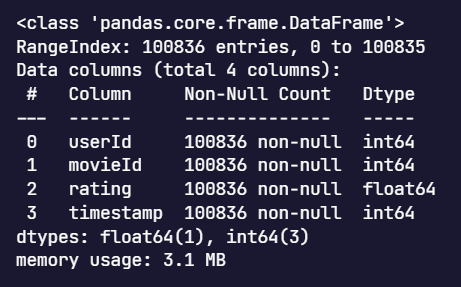 <class 'pandas.core.frame.DataFrame'>
RangeIndex: 100836 entries, 0 to 100835
Data columns (total 4 columns):
 #   Column     Non-Null Count   Dtype
---  ------     --------------   -----
 0   userId     100836 non-null  int64
 1   movieId    100836 non-null  int64
 2   rating     100836 non-null  float64
 3   timestamp  100836 non-null  int64
dtypes: float64(1), int64(3)
memory usage: 3.1 MB